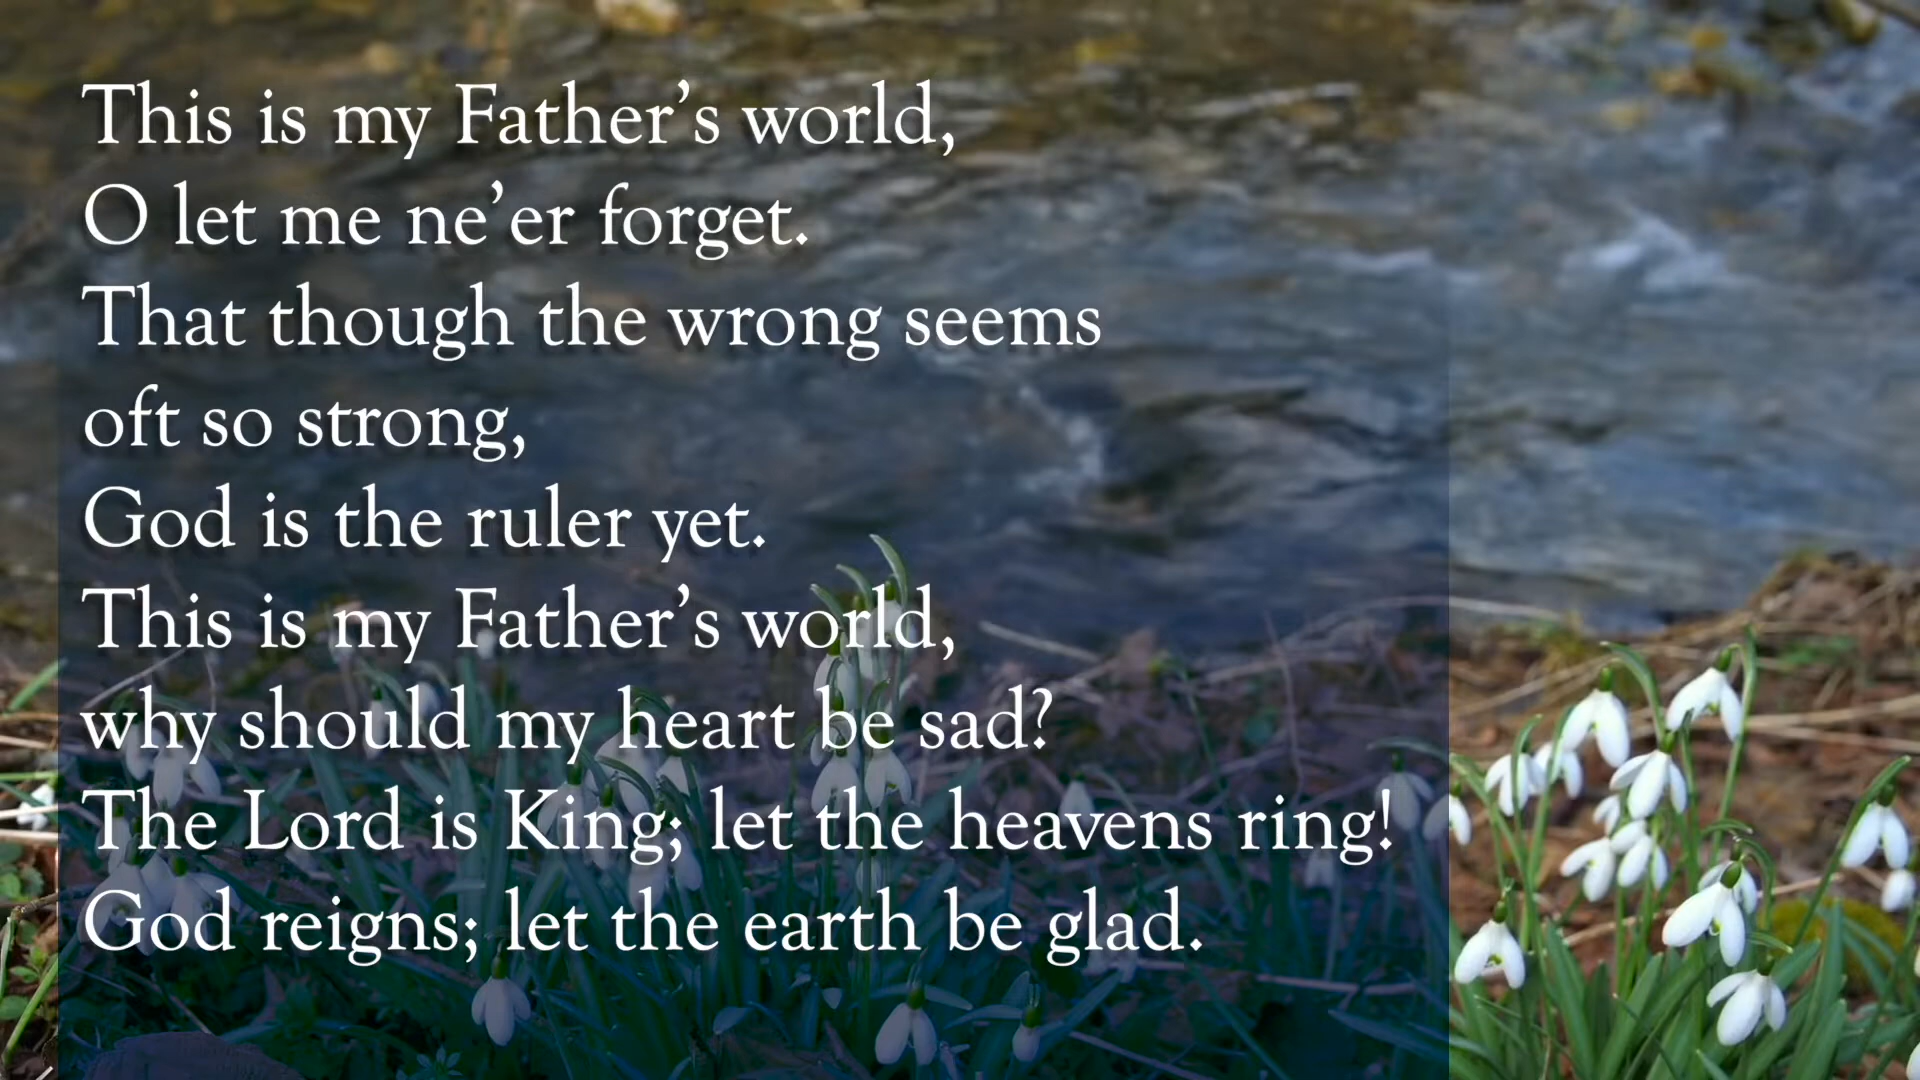 This is my Father’s world,
O let me ne’er forget.
That though the wrong seems
oft so strong,
God is the ruler yet.
This is my Father’s world,
why should my heart be sad?
The Lord is King; let the heavens ring!
God reigns; let the earth be glad.